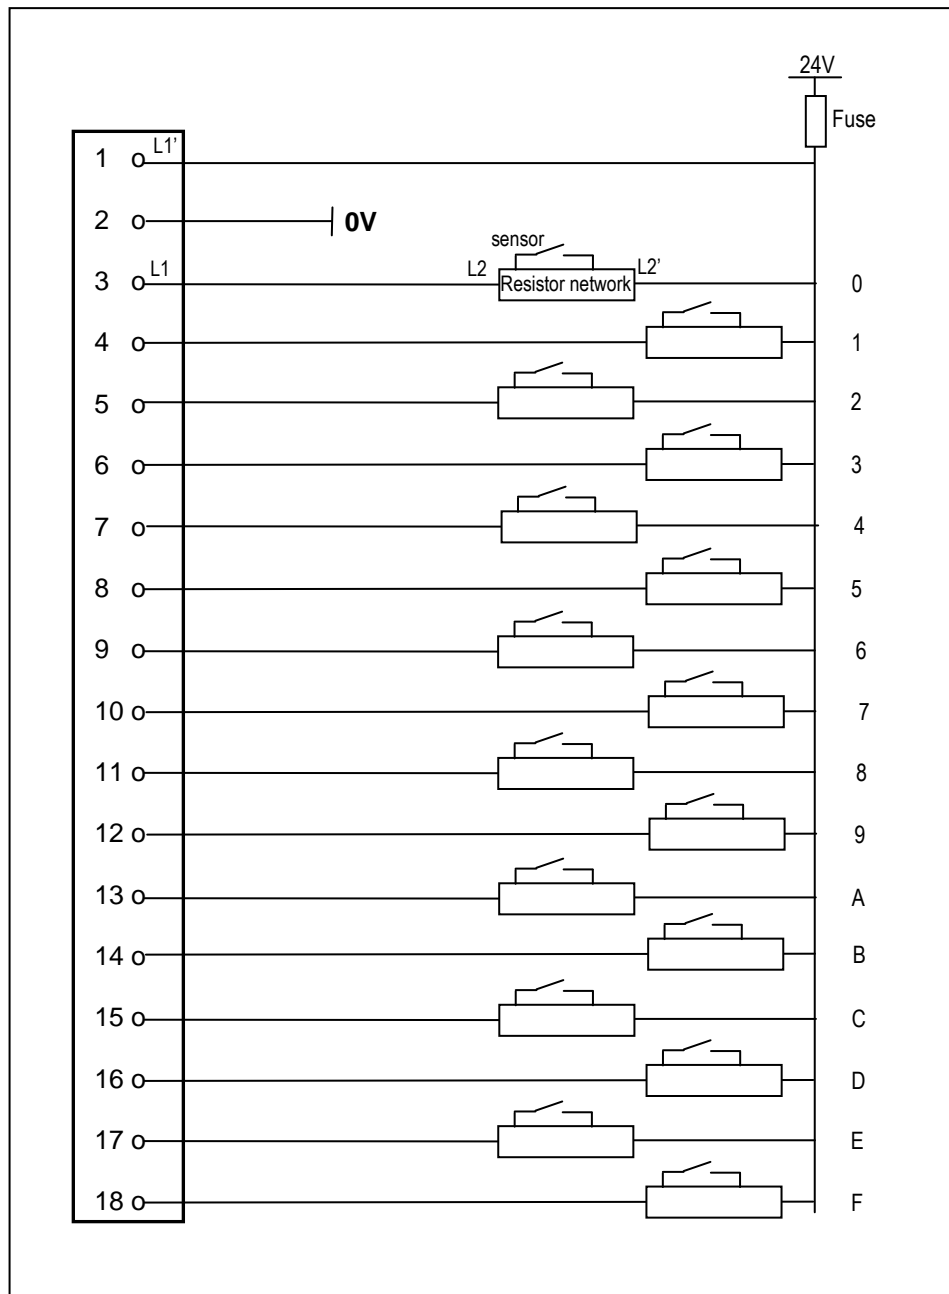 24V
Fuse
1 o L1’
2 o 0V
sensor
3 o L1 L2 Resistor network L2’ 0
4 o 1
5 o 2
6 o 3
7 o 4
8 o 5
9 o 6
10 o 7
11 o 8
12 o 9
13 o A
14 o B
15 o C
16 o D
17 o E
18 o F